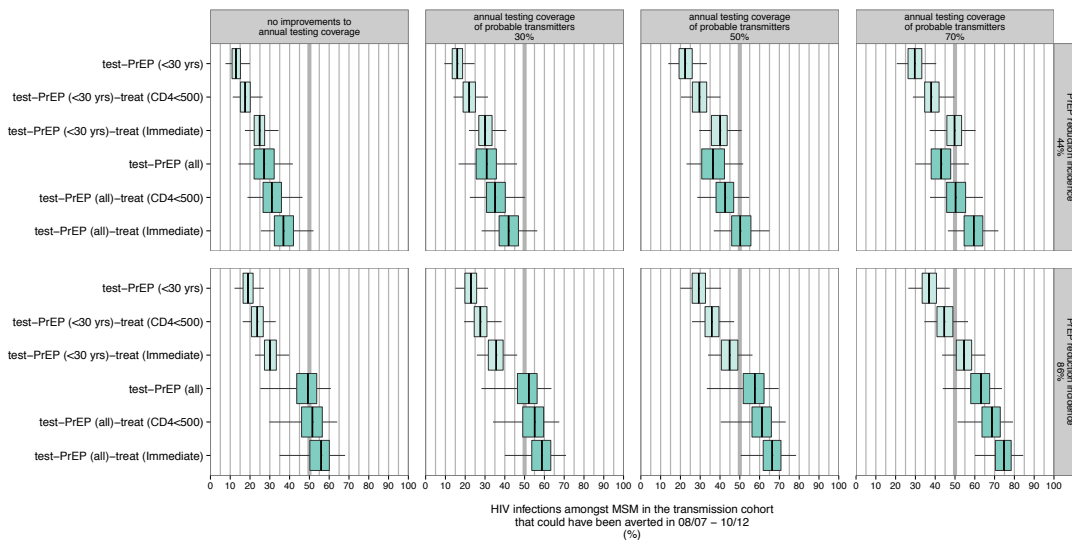 no improvements to
annual testing coverage
annual testing coverage
of probable transmitters
30%
annual testing coverage
of probable transmitters
50%
annual testing coverage
of probable transmitters
70%
test−PrEP (<30 yrs)
test−PrEP (<30 yrs)−treat (CD4<500)
test−PrEP (<30 yrs)−treat (Immediate)
test−PrEP (all)
test−PrEP (all)−treat (CD4<500)
test−PrEP (all)−treat (Immediate)
PrEP reduction incidence
44%
test−PrEP (<30 yrs)
test−PrEP (<30 yrs)−treat (CD4<500)
test−PrEP (<30 yrs)−treat (Immediate)
test−PrEP (all)
test−PrEP (all)−treat (CD4<500)
test−PrEP (all)−treat (Immediate)
PrEP reduction incidence
86%
0 10 20 30 40 50 60 70 80 90 100 0 10 20 30 40 50 60 70 80 90 100 0 10 20 30 40 50 60 70 80 90 100 0 10 20 30 40 50 60 70 80 90 100
HIV infections amongst MSM in the transmission cohort
that could have been averted in 08/07 − 10/12
(%)